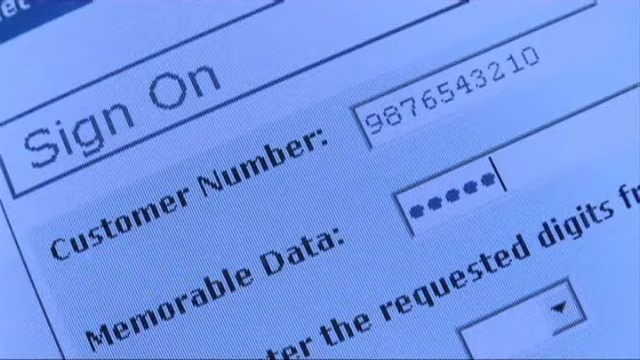 Sign On
Customer Number: 9876543210
Memorable Data: •••••
the requested digits